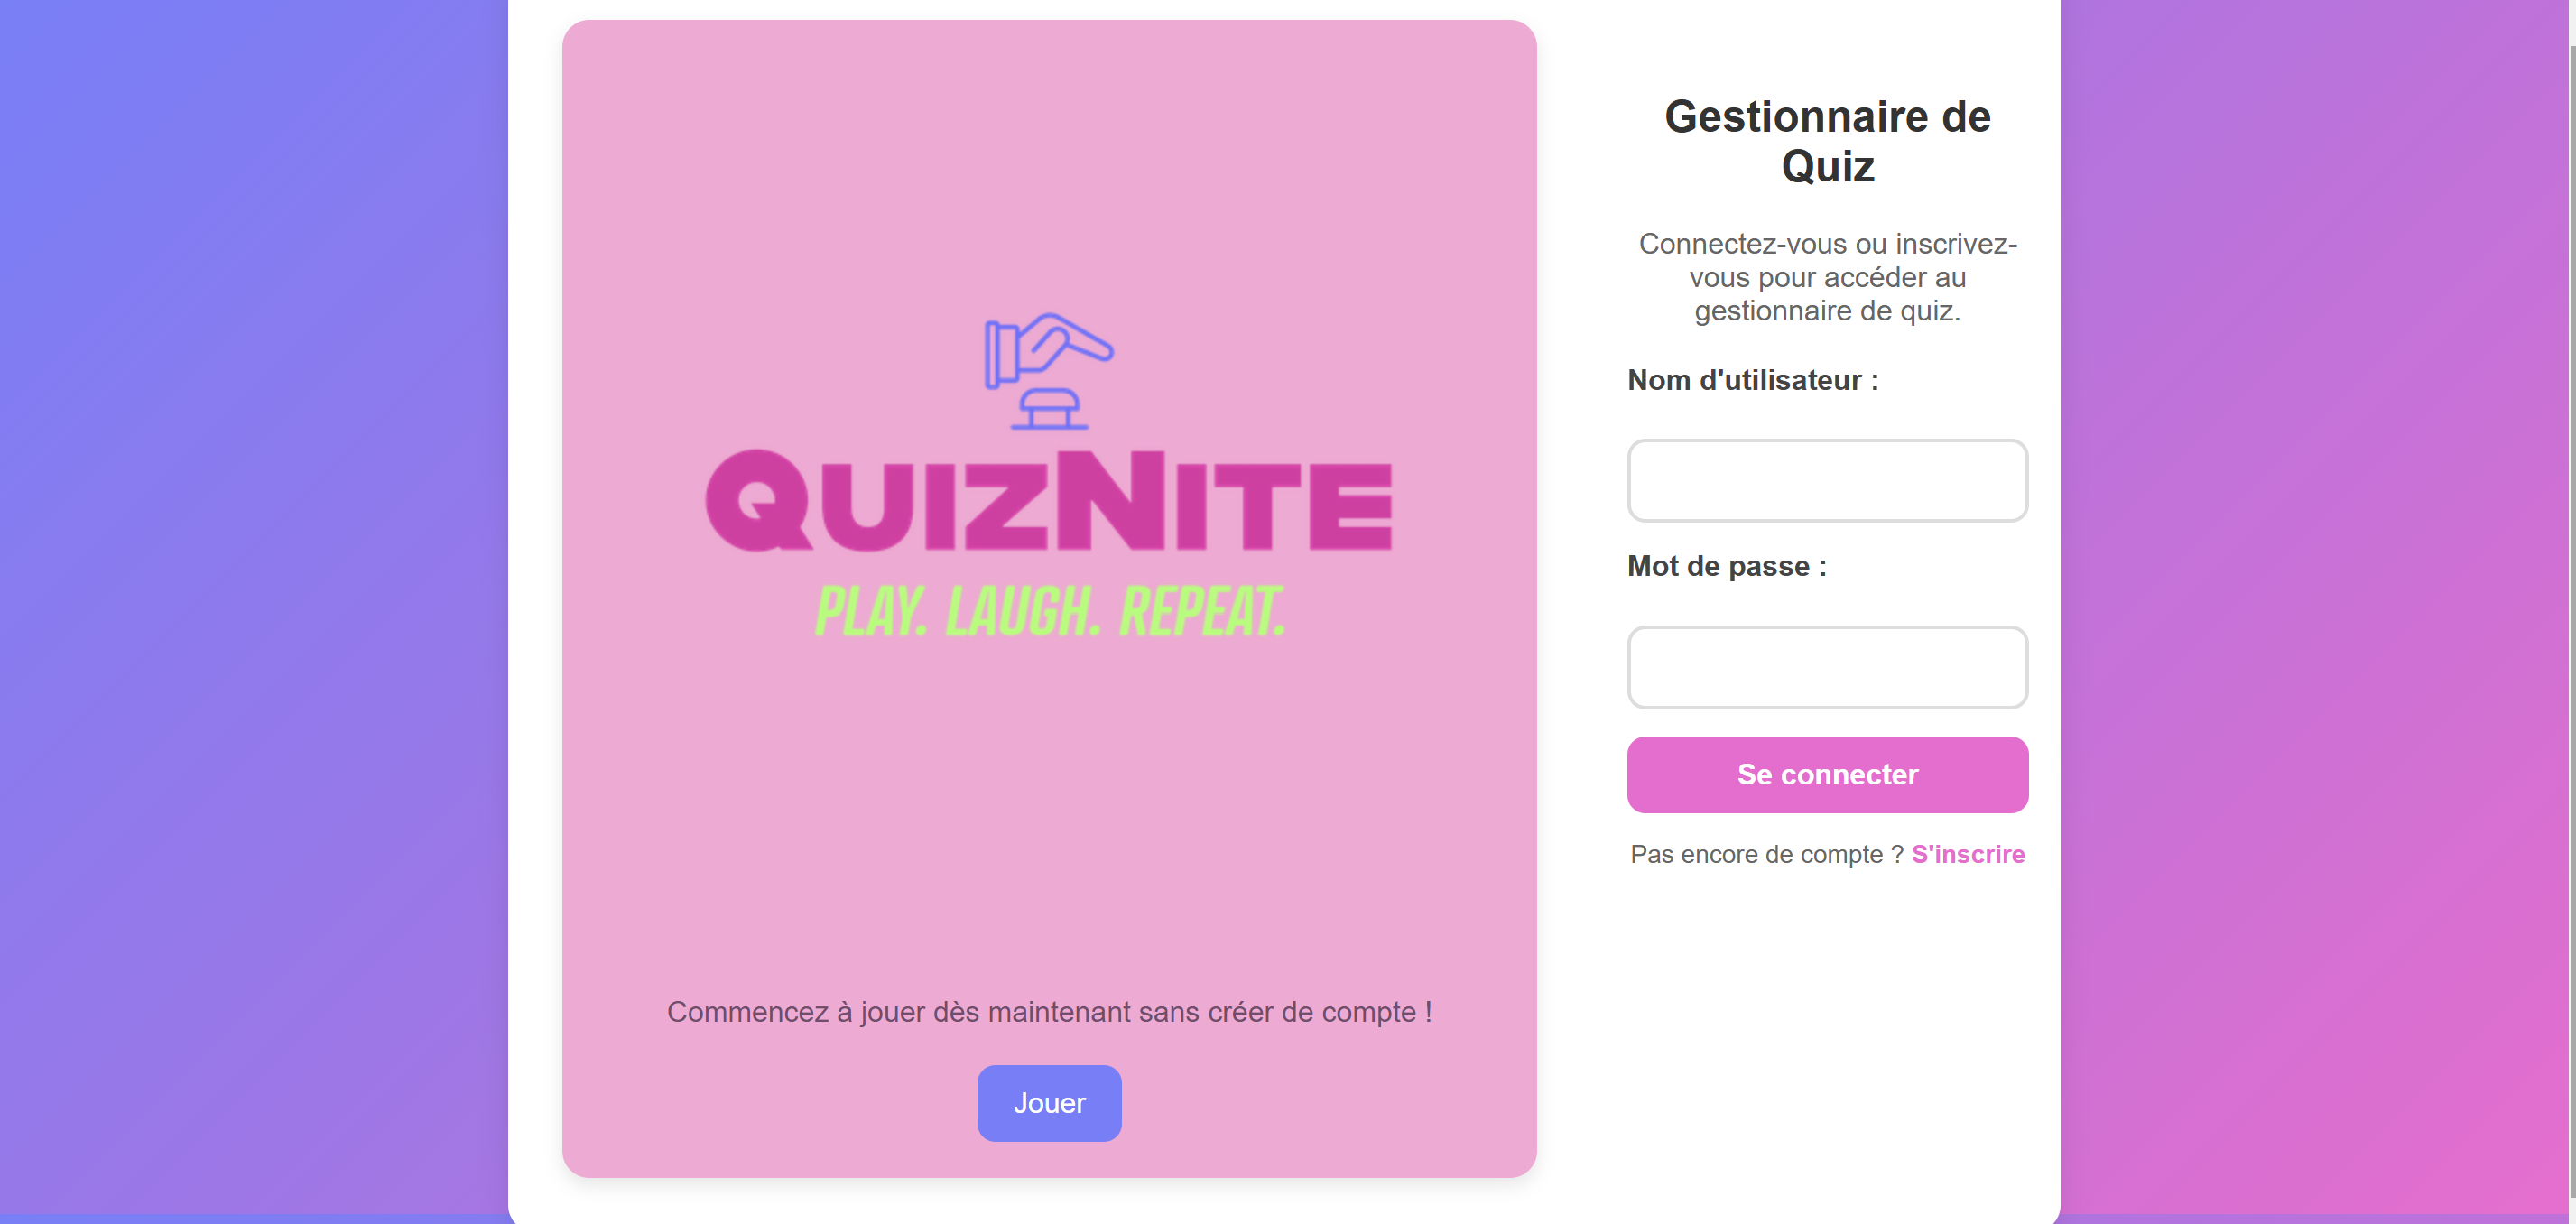 QUIZNITE
PLAY. LAUGH. REPEAT.
Commencez à jouer dès maintenant sans créer de compte !
Jouer
Gestionnaire de
Quiz
Connectez-vous ou inscrivez-
vous pour accéder au
gestionnaire de quiz.
Nom d'utilisateur :
Mot de passe :
Se connecter
Pas encore de compte ? S'inscrire